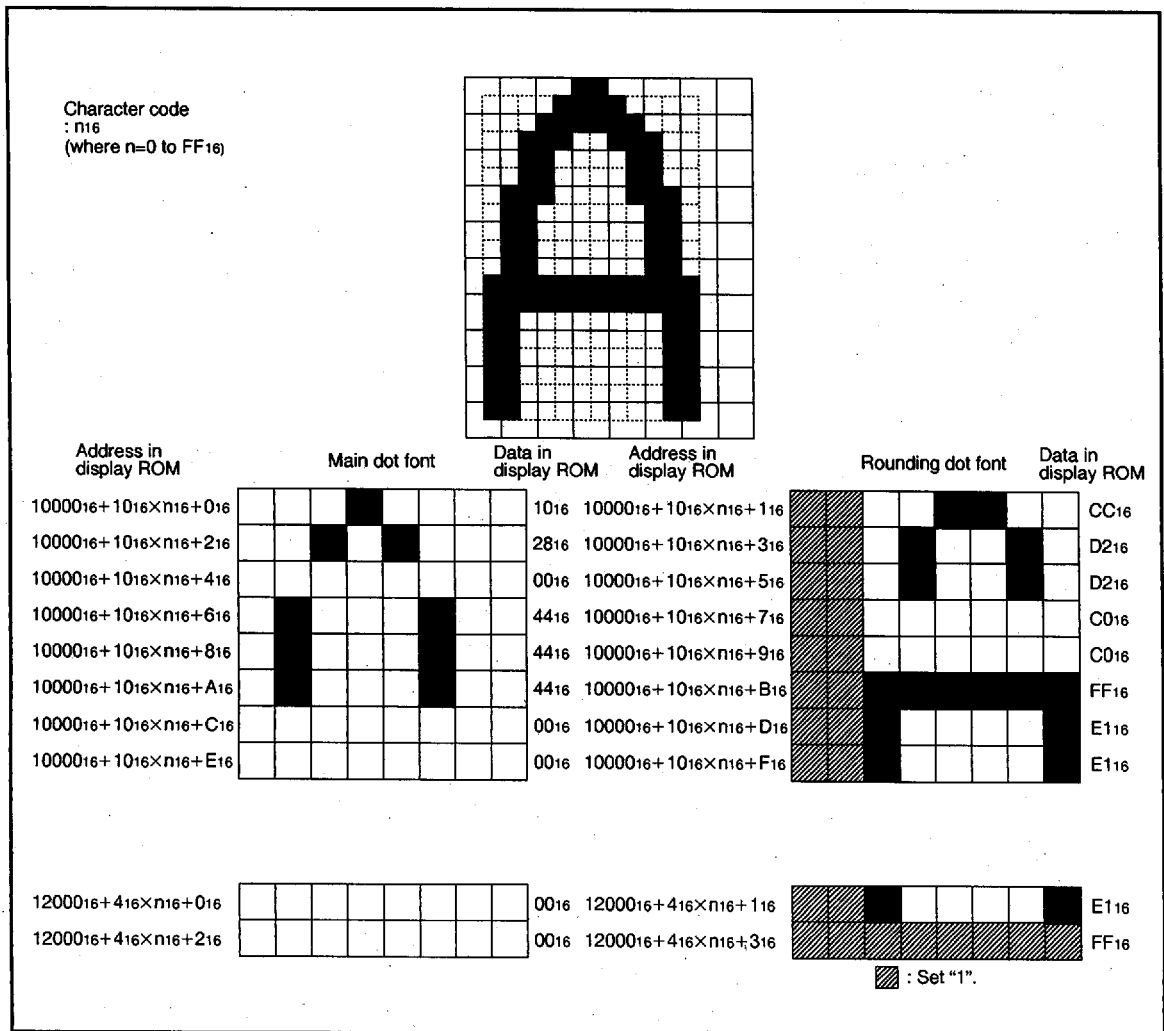 Character code
: n16
(where n=0 to FF16)
Address in
display ROM
Main dot font
Data in
display ROM
Address in
display ROM
Rounding dot font
Data in
display ROM
1000016+1016×n16+016 1016 1000016+1016×n16+116 CC16
1000016+1016×n16+216 2816 1000016+1016×n16+316 D216
1000016+1016×n16+416 0016 1000016+1016×n16+516 D216
1000016+1016×n16+616 4416 1000016+1016×n16+716 C016
1000016+1016×n16+816 4416 1000016+1016×n16+916 C016
1000016+1016×n16+A16 4416 1000016+1016×n16+B16 FF16
1000016+1016×n16+C16 0016 1000016+1016×n16+D16 E116
1000016+1016×n16+E16 0016 1000016+1016×n16+F16 E116
1200016+416×n16+016 0016 1200016+416×n16+116 E116
1200016+416×n16+216 0016 1200016+416×n16+316 FF16
: Set “1”.